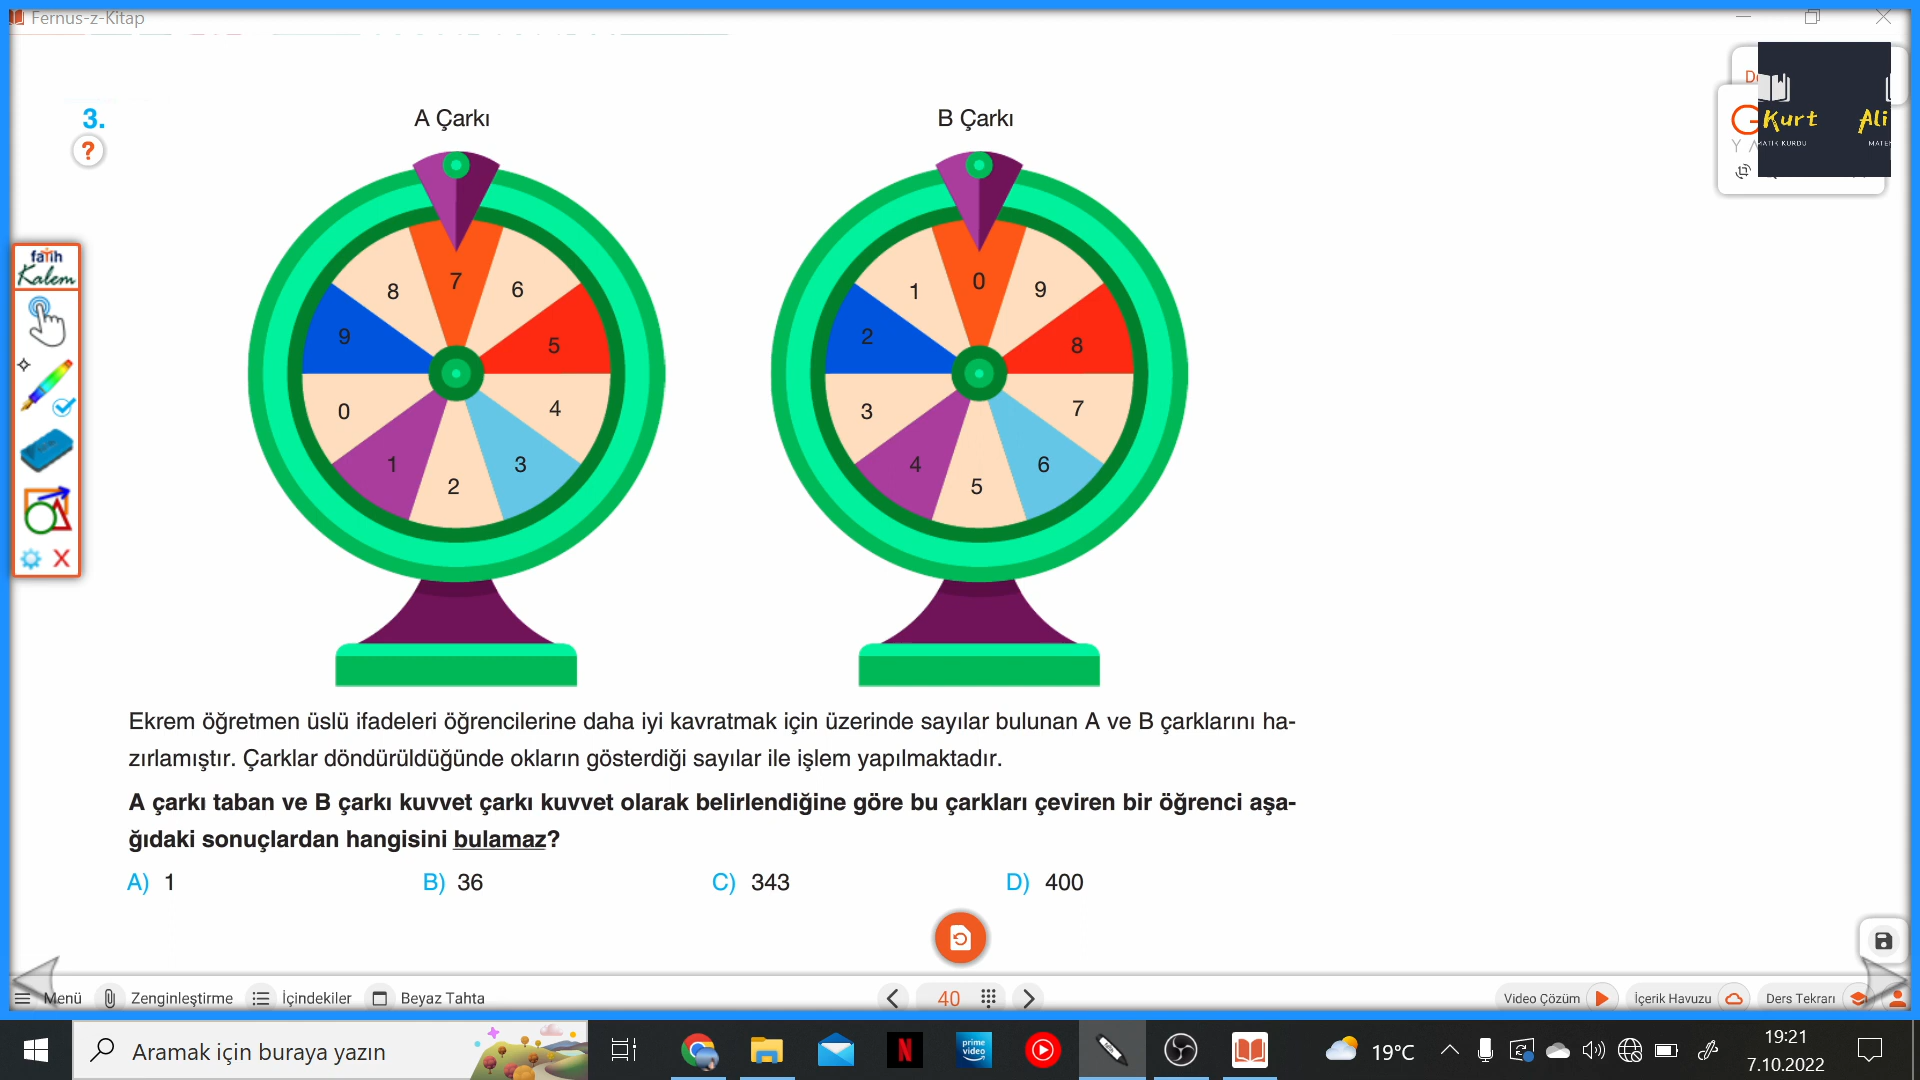 Fernus-z-Kitap
3.
?
A Çarkı
B Çarkı
Kurt
Ali
MATİK KURDU
fatih
Kalem
8
7
6
9
5
0
4
1
3
2
1
0
9
2
8
3
7
4
6
5
Ekrem öğretmen üslü ifadeleri öğrencilerine daha iyi kavratmak için üzerinde sayılar bulunan A ve B çarklarını ha-
zırlamıştır. Çarklar döndürüldüğünde okların gösterdiği sayılar ile işlem yapılmaktadır.
A çarkı taban ve B çarkı kuvvet çarkı kuvvet olarak belirlendiğine göre bu çarkları çeviren bir öğrenci aşa-
ğıdaki sonuçlardan hangisini bulamaz?
A) 1 B) 36 C) 343 D) 400
Menü Zenginleştirme İçindekiler Beyaz Tahta 40 Video Çözüm İçerik Havuzu Ders Tekrarı
Aramak için buraya yazın
prime
video
N
19°C
19:21
7.10.2022